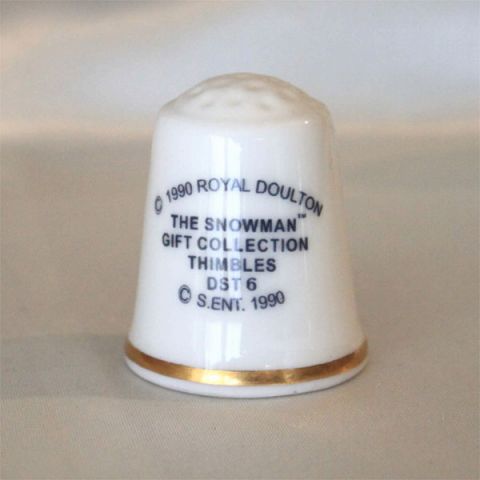 © 1990 ROYAL DOULTON
THE SNOWMAN™
GIFT COLLECTION
THIMBLES
DST 6
© S.ENT. 1990